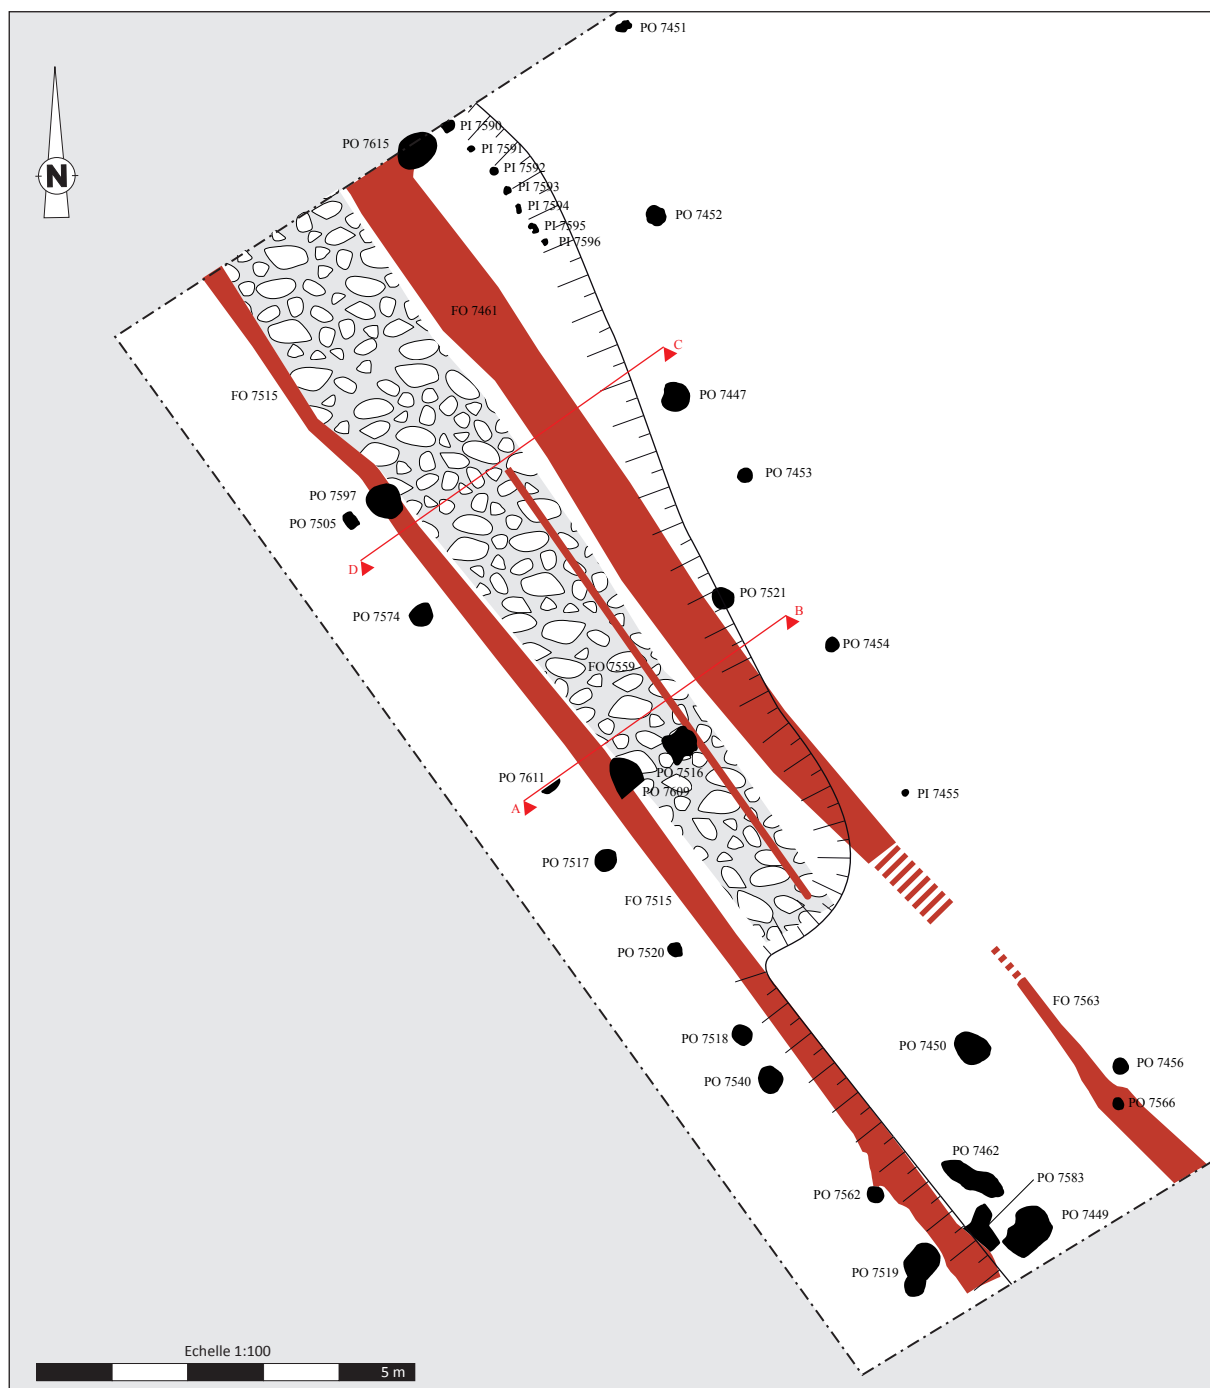 PO 7451
N
PI 7590
PO 7615
PI 7591
PI 7592
PI 7593
PI 7594
PO 7452
PI 7595
PI 7596
FO 7461
C
FO 7515
PO 7447
PO 7453
PO 7597
PO 7505
D
PO 7521
B
PO 7574
PO 7454
FO 7559
PO 7516
PO 7611
PO 7609
PI 7455
A
PO 7517
FO 7515
PO 7520
FO 7563
PO 7518
PO 7450
PO 7456
PO 7540
PO 7566
PO 7462
PO 7583
PO 7562
PO 7449
PO 7519
Echelle 1:100
5 m